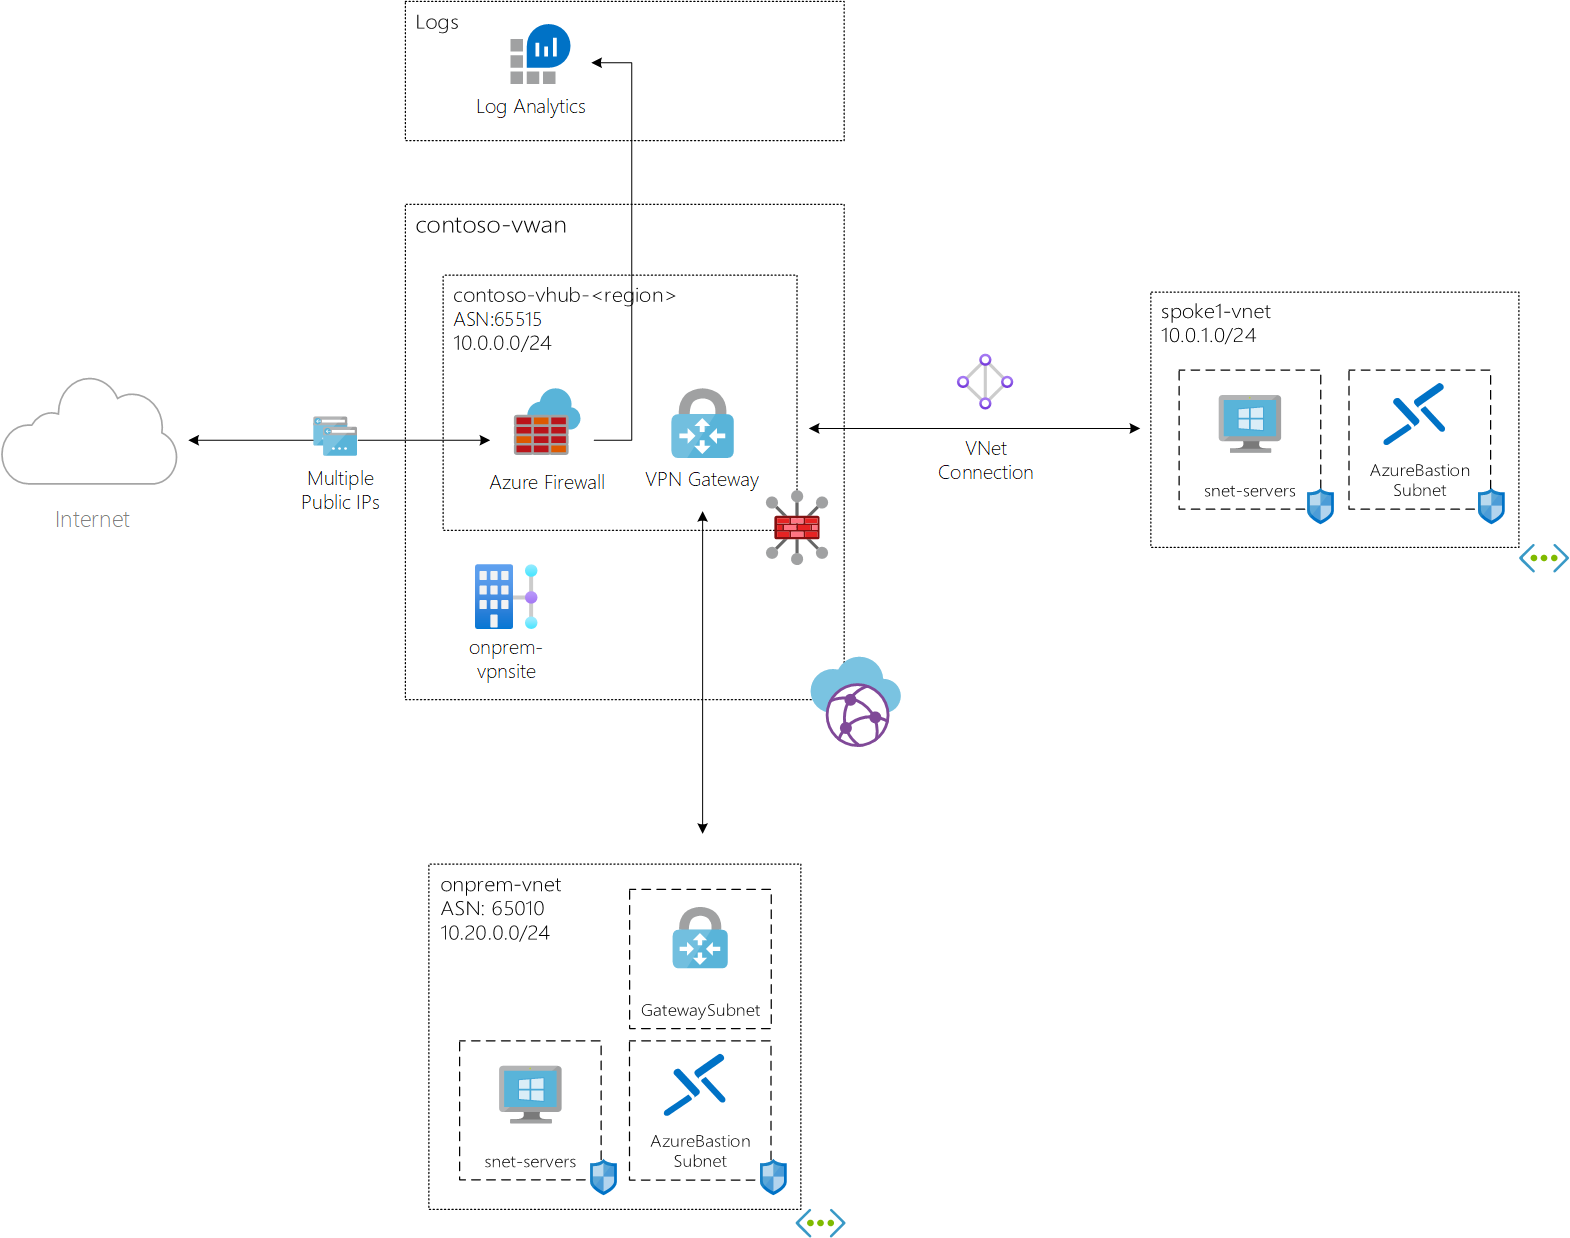 Logs
Log Analytics
contoso-vwan
contoso-vhub-<region>
ASN:65515
10.0.0.0/24
Azure Firewall
VPN Gateway
Multiple
Public IPs
Internet
onprem-
vpnsite
VNet
Connection
spoke1-vnet
10.0.1.0/24
snet-servers
AzureBastion
Subnet
onprem-vnet
ASN: 65010
10.20.0.0/24
GatewaySubnet
snet-servers
AzureBastion
Subnet